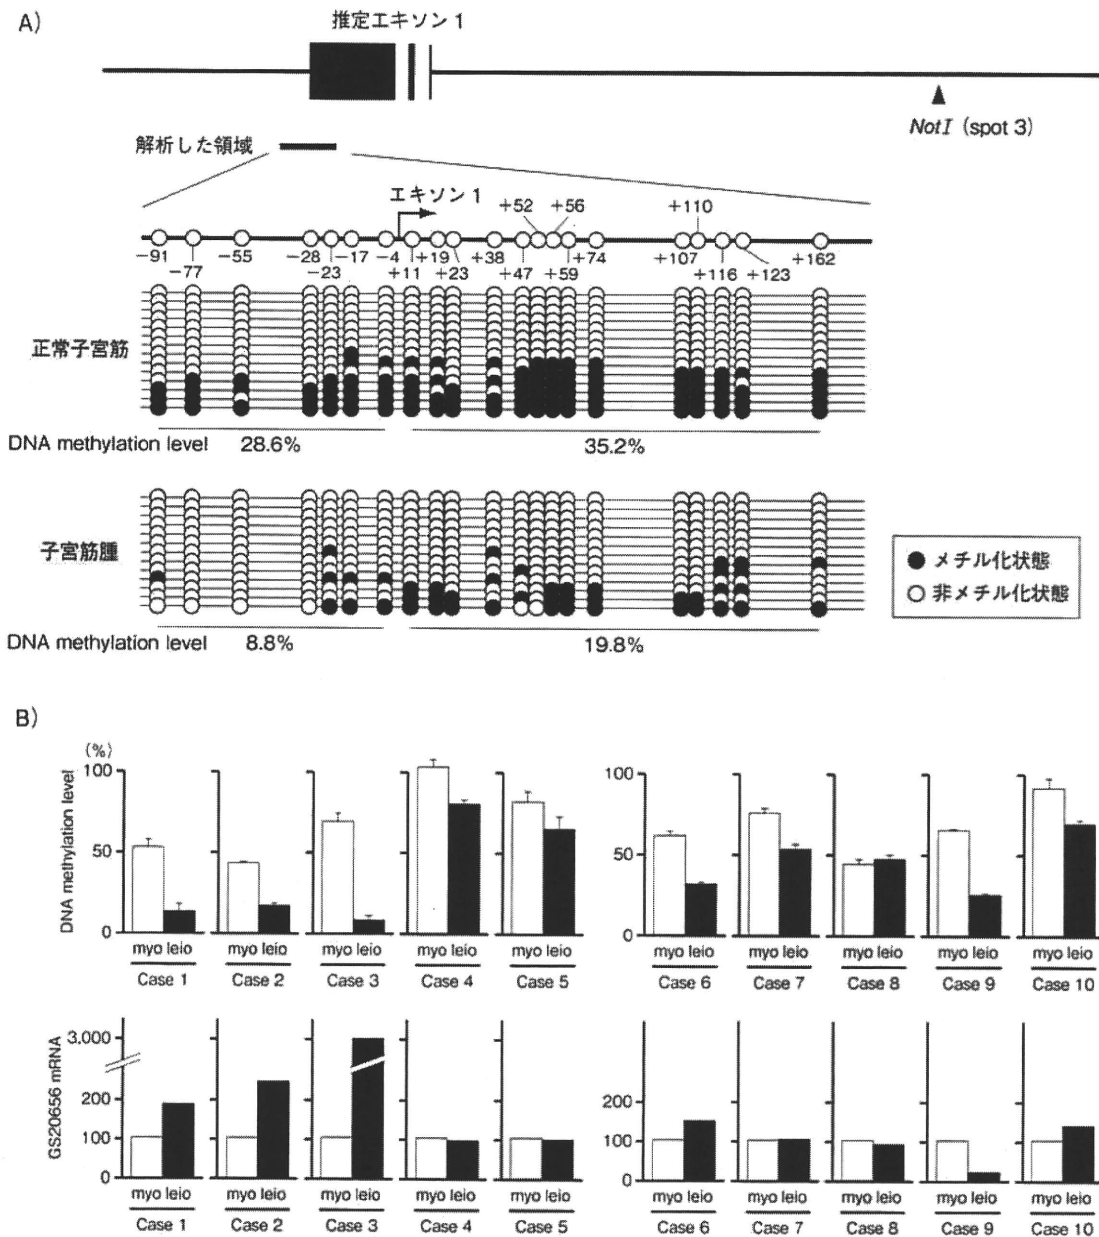 A)
推定エキソン1
NotI (spot 3)
解析した領域
エキソン1
+52 +56 +110
−91 −55 −28 −17 −4 +19 +38 +74 +107 +162
−77 −23 +11 +23 +47 +59 +116 +123
正常子宮筋
DNA methylation level 28.6% 35.2%
子宮筋腫
● メチル化状態
○ 非メチル化状態
DNA methylation level 8.8% 19.8%
B)
(%)
DNA methylation level
100 100
50 50
0 0
myo leio myo leio myo leio myo leio myo leio myo leio myo leio myo leio myo leio myo leio
Case 1 Case 2 Case 3 Case 4 Case 5 Case 6 Case 7 Case 8 Case 9 Case 10
GS20656 mRNA
3.000
200 200
100 100
0 0
myo leio myo leio myo leio myo leio myo leio myo leio myo leio myo leio myo leio myo leio
Case 1 Case 2 Case 3 Case 4 Case 5 Case 6 Case 7 Case 8 Case 9 Case 10